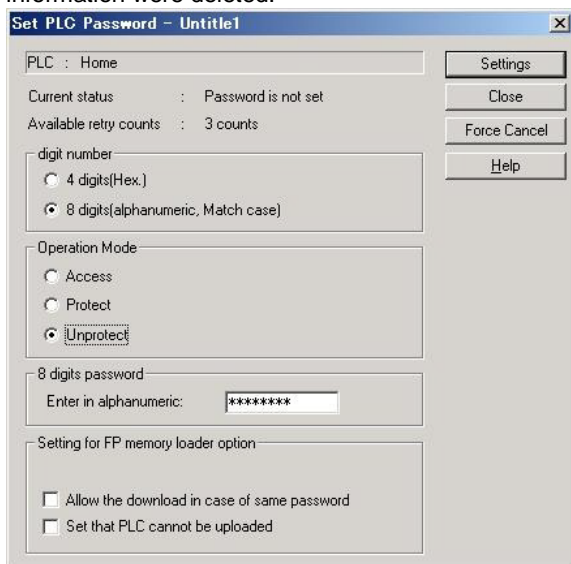 information were deleted.
Set PLC Password - Untitle1
PLC : Home
Settings
Current status : Password is not set
Close
Available retry counts : 3 counts
Force Cancel
digit number
Help
4 digits(Hex.)
8 digits(alphanumeric, Match case)
Operation Mode
Access
Protect
Unprotect
8 digits password
Enter in alphanumeric: ********
Setting for FP memory loader option
Allow the download in case of same password
Set that PLC cannot be uploaded